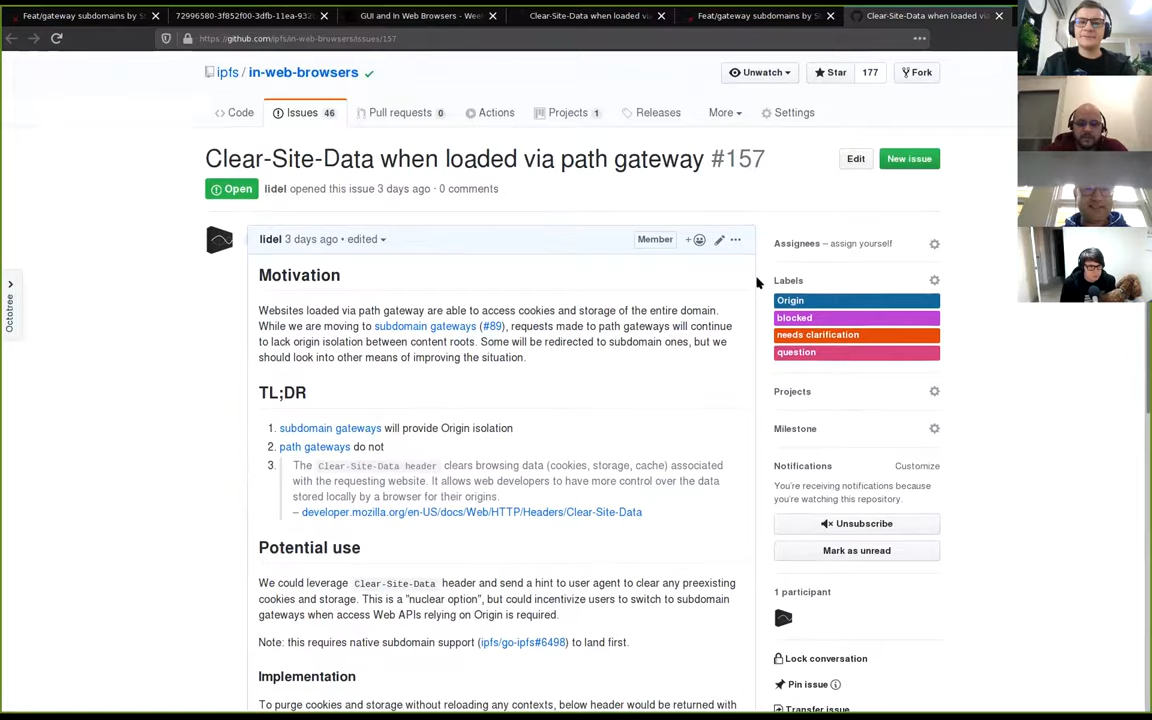 Feat/gateway subdomains by St
72996580-3f852f00-3dfb-11ea-932
GUI and In Web Browsers - Wee
Clear-Site-Data when loaded vi
Feat/gateway subdomains by St
Clear-Site-Data when loaded via
https://github.com/ipfs/in-web-browsers/issues/157
ipfs / in-web-browsers
Unwatch
Star 177
Fork
Code
Issues 46
Pull requests 0
Actions
Projects 1
Releases
More
Settings
Clear-Site-Data when loaded via path gateway #157
Edit
New issue
Open
lidel opened this issue 3 days ago · 0 comments
Octotree
lidel 3 days ago • edited
Member
Motivation
Websites loaded via path gateway are able to access cookies and storage of the entire domain.
While we are moving to subdomain gateways (#89), requests made to path gateways will continue
to lack origin isolation between content roots. Some will be redirected to subdomain ones, but we
should look into other means of improving the situation.
TL;DR
1. subdomain gateways will provide Origin isolation
2. path gateways do not
3. The Clear-Site-Data header clears browsing data (cookies, storage, cache) associated
with the requesting website. It allows web developers to have more control over the data
stored locally by a browser for their origins.
– developer.mozilla.org/en-US/docs/Web/HTTP/Headers/Clear-Site-Data
Potential use
We could leverage Clear-Site-Data header and send a hint to user agent to clear any preexisting
cookies and storage. This is a "nuclear option", but could incentivize users to switch to subdomain
gateways when access Web APIs relying on Origin is required.
Note: this requires native subdomain support (ipfs/go-ipfs#6498) to land first.
Implementation
To purge cookies and storage without reloading any contexts, below header would be returned with
Assignees – assign yourself
Labels
Origin
blocked
needs clarification
question
Projects
Milestone
Notifications
Customize
You're receiving notifications because
you're watching this repository.
Unsubscribe
Mark as unread
1 participant
Lock conversation
Pin issue
Transfer issue